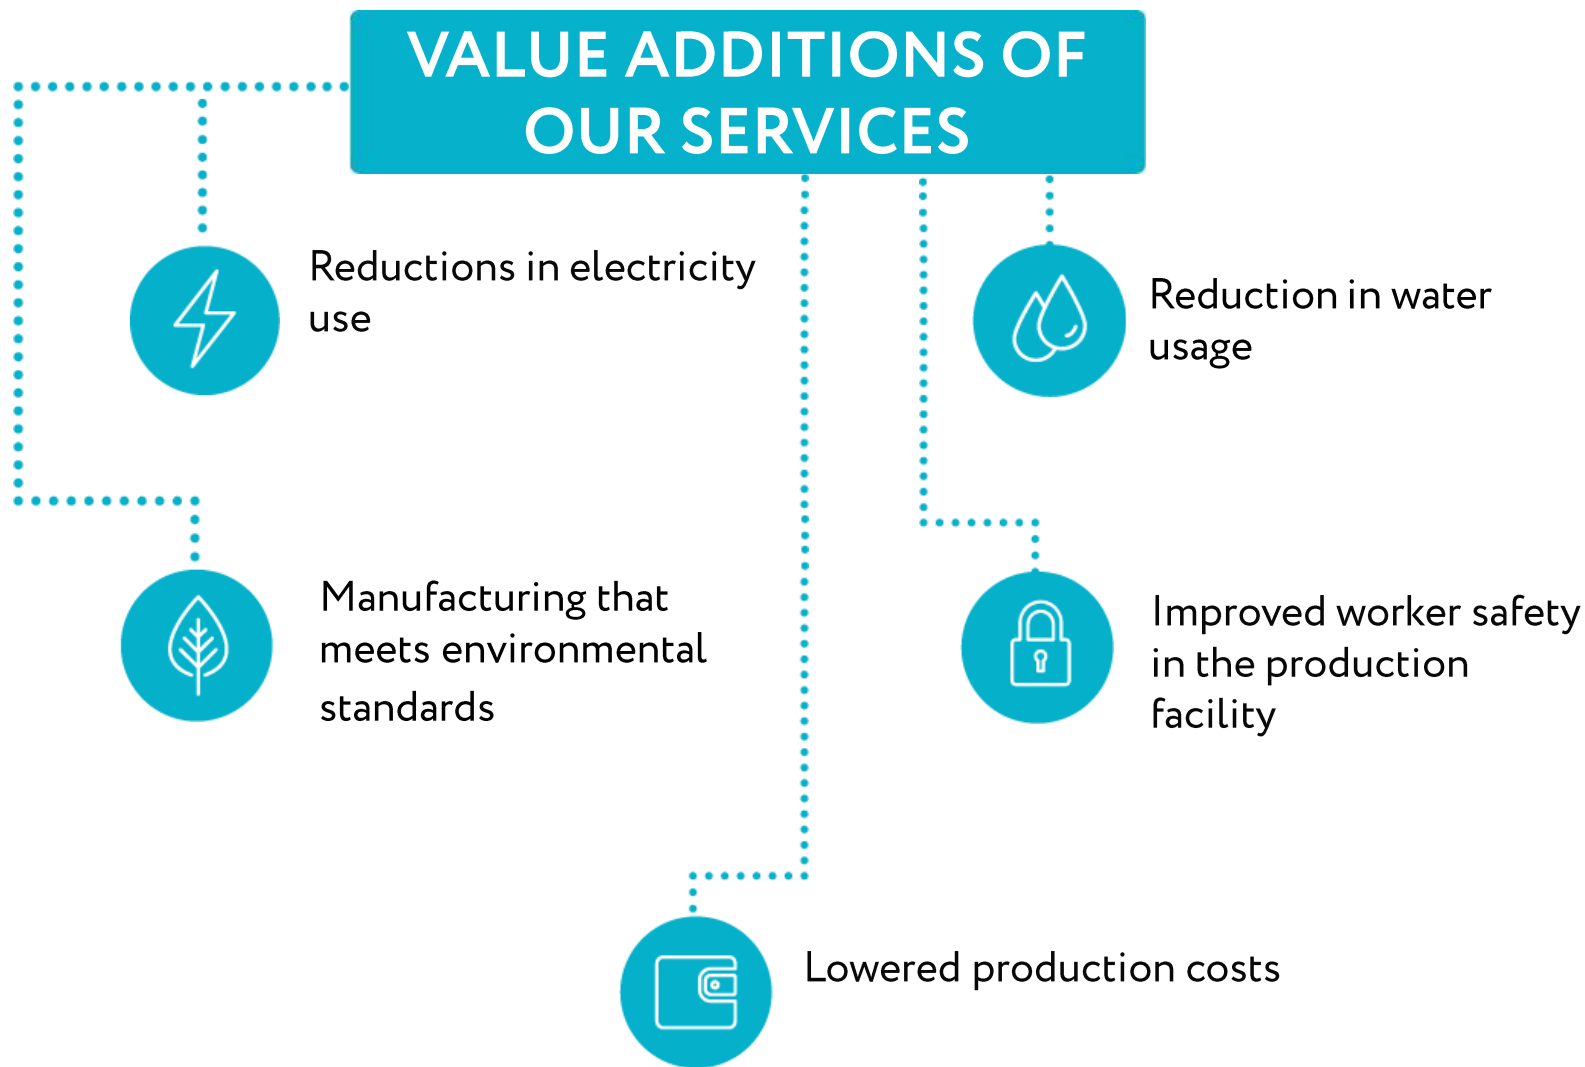 VALUE ADDITIONS OF
OUR SERVICES
Reductions in electricity
use
Reduction in water
usage
Manufacturing that
meets environmental
standards
Improved worker safety
in the production
facility
Lowered production costs